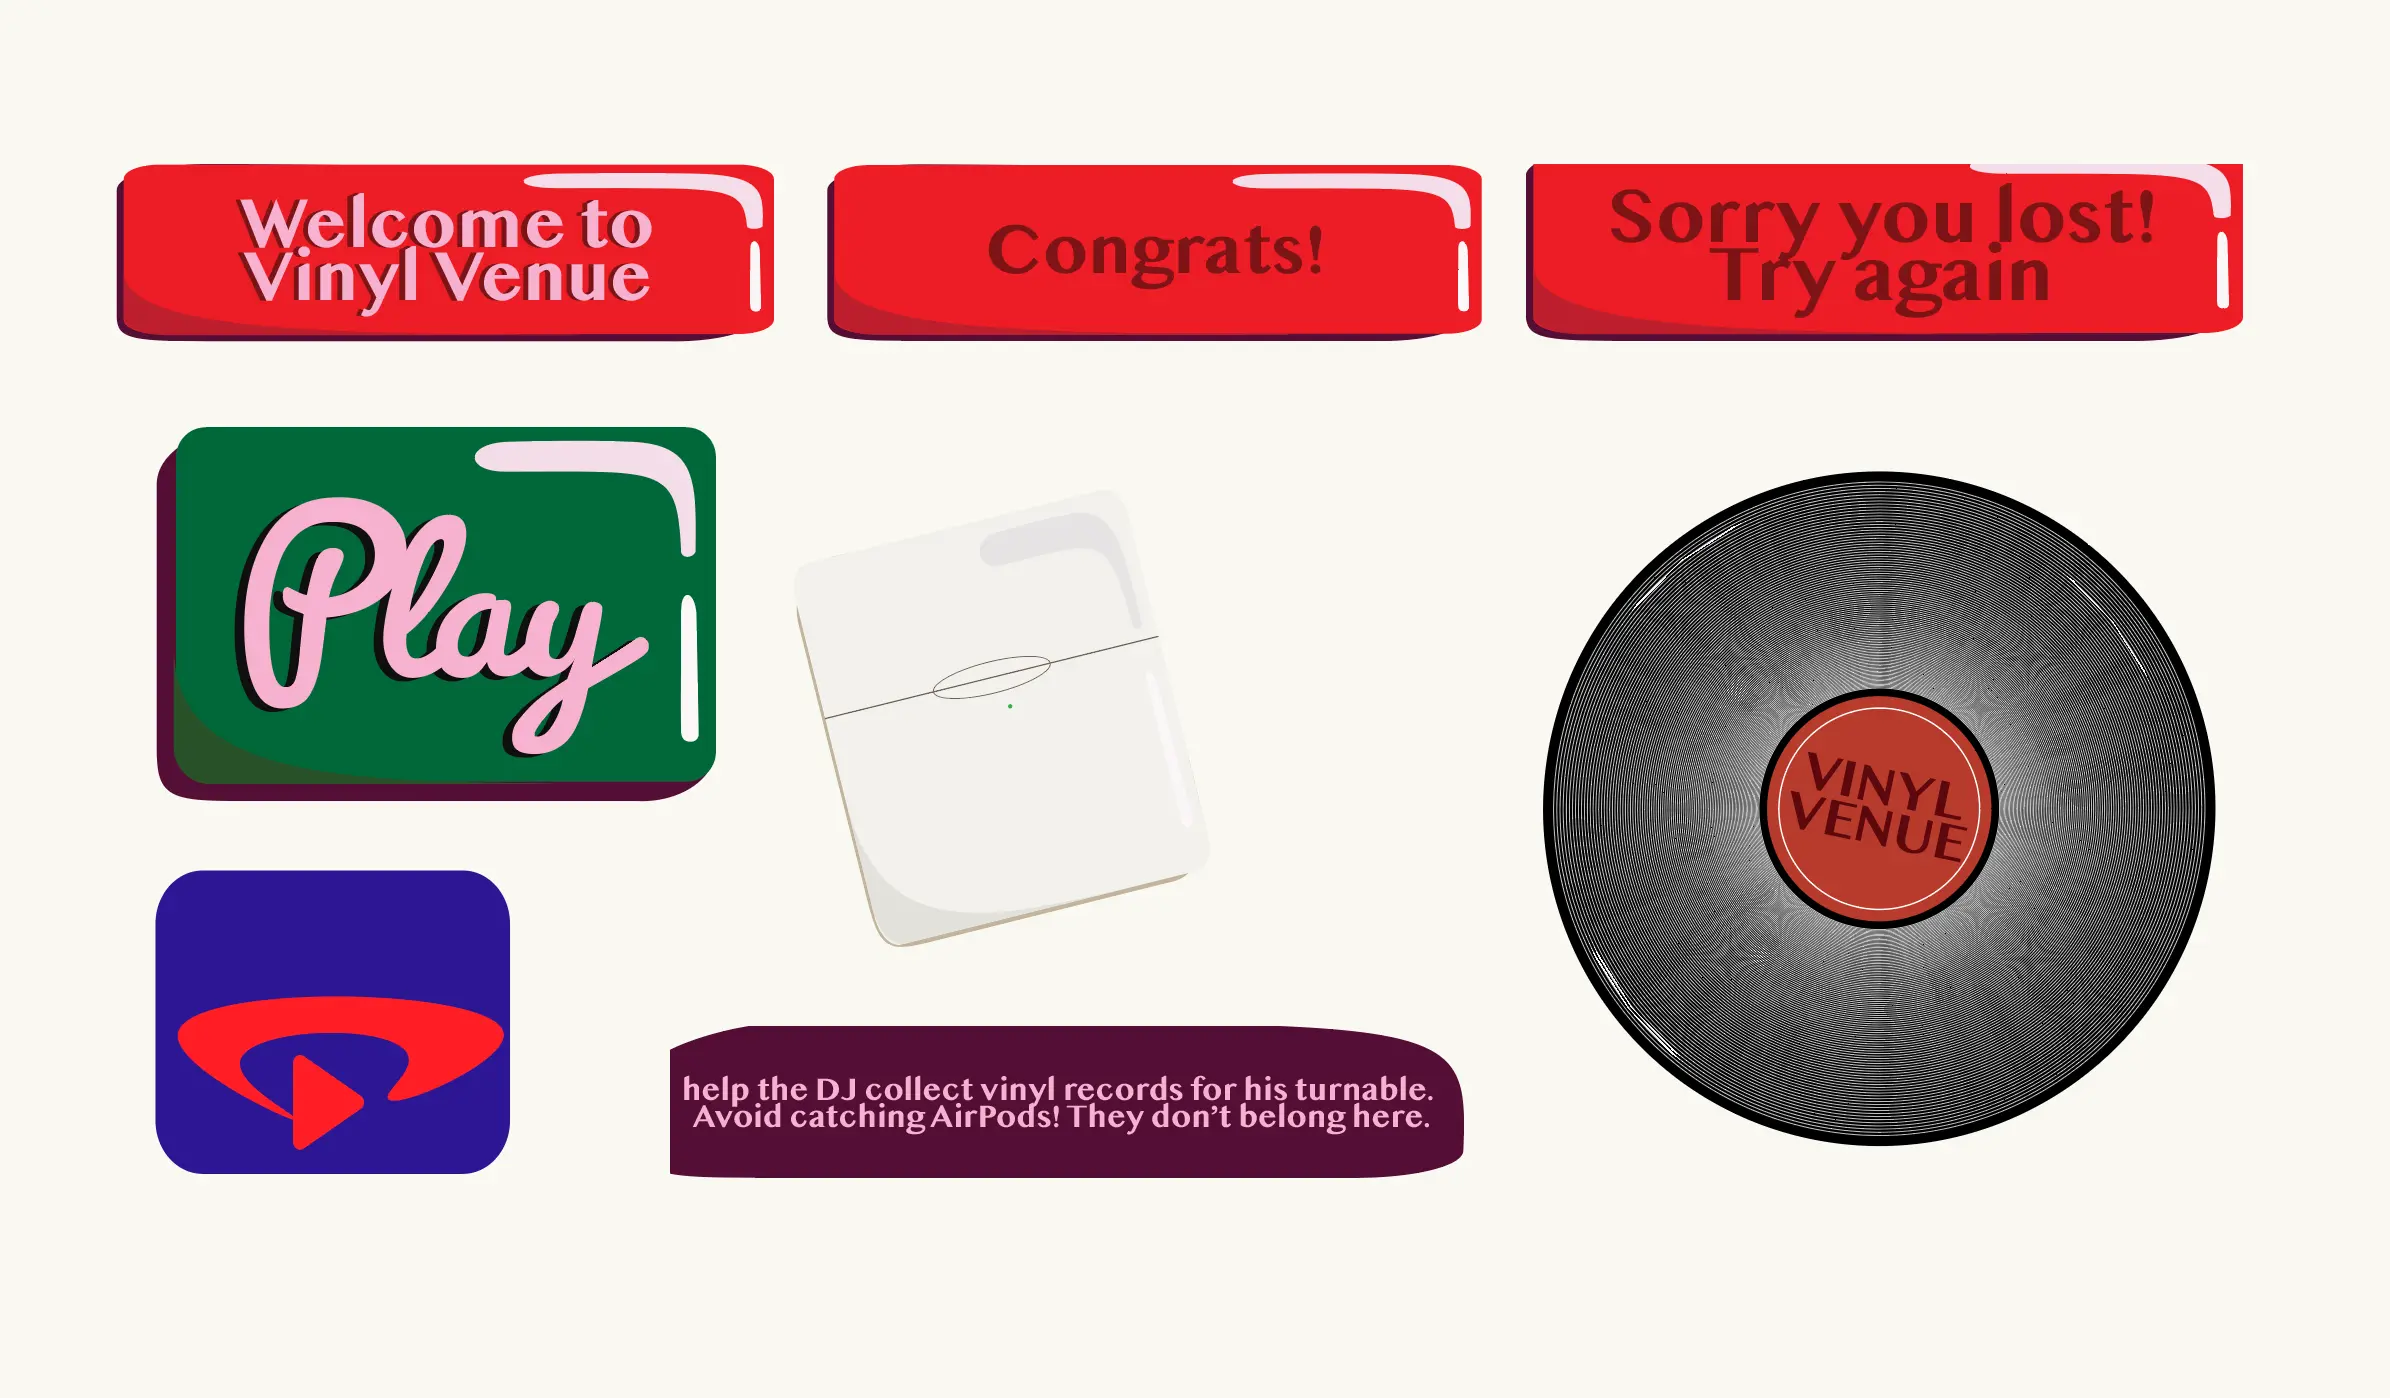 Welcome to
Vinyl Venue
Congrats!
Sorry you lost!
Try again
Play
VINYL
VENUE
help the DJ collect vinyl records for his turnable.
Avoid catching AirPods! They don’t belong here.